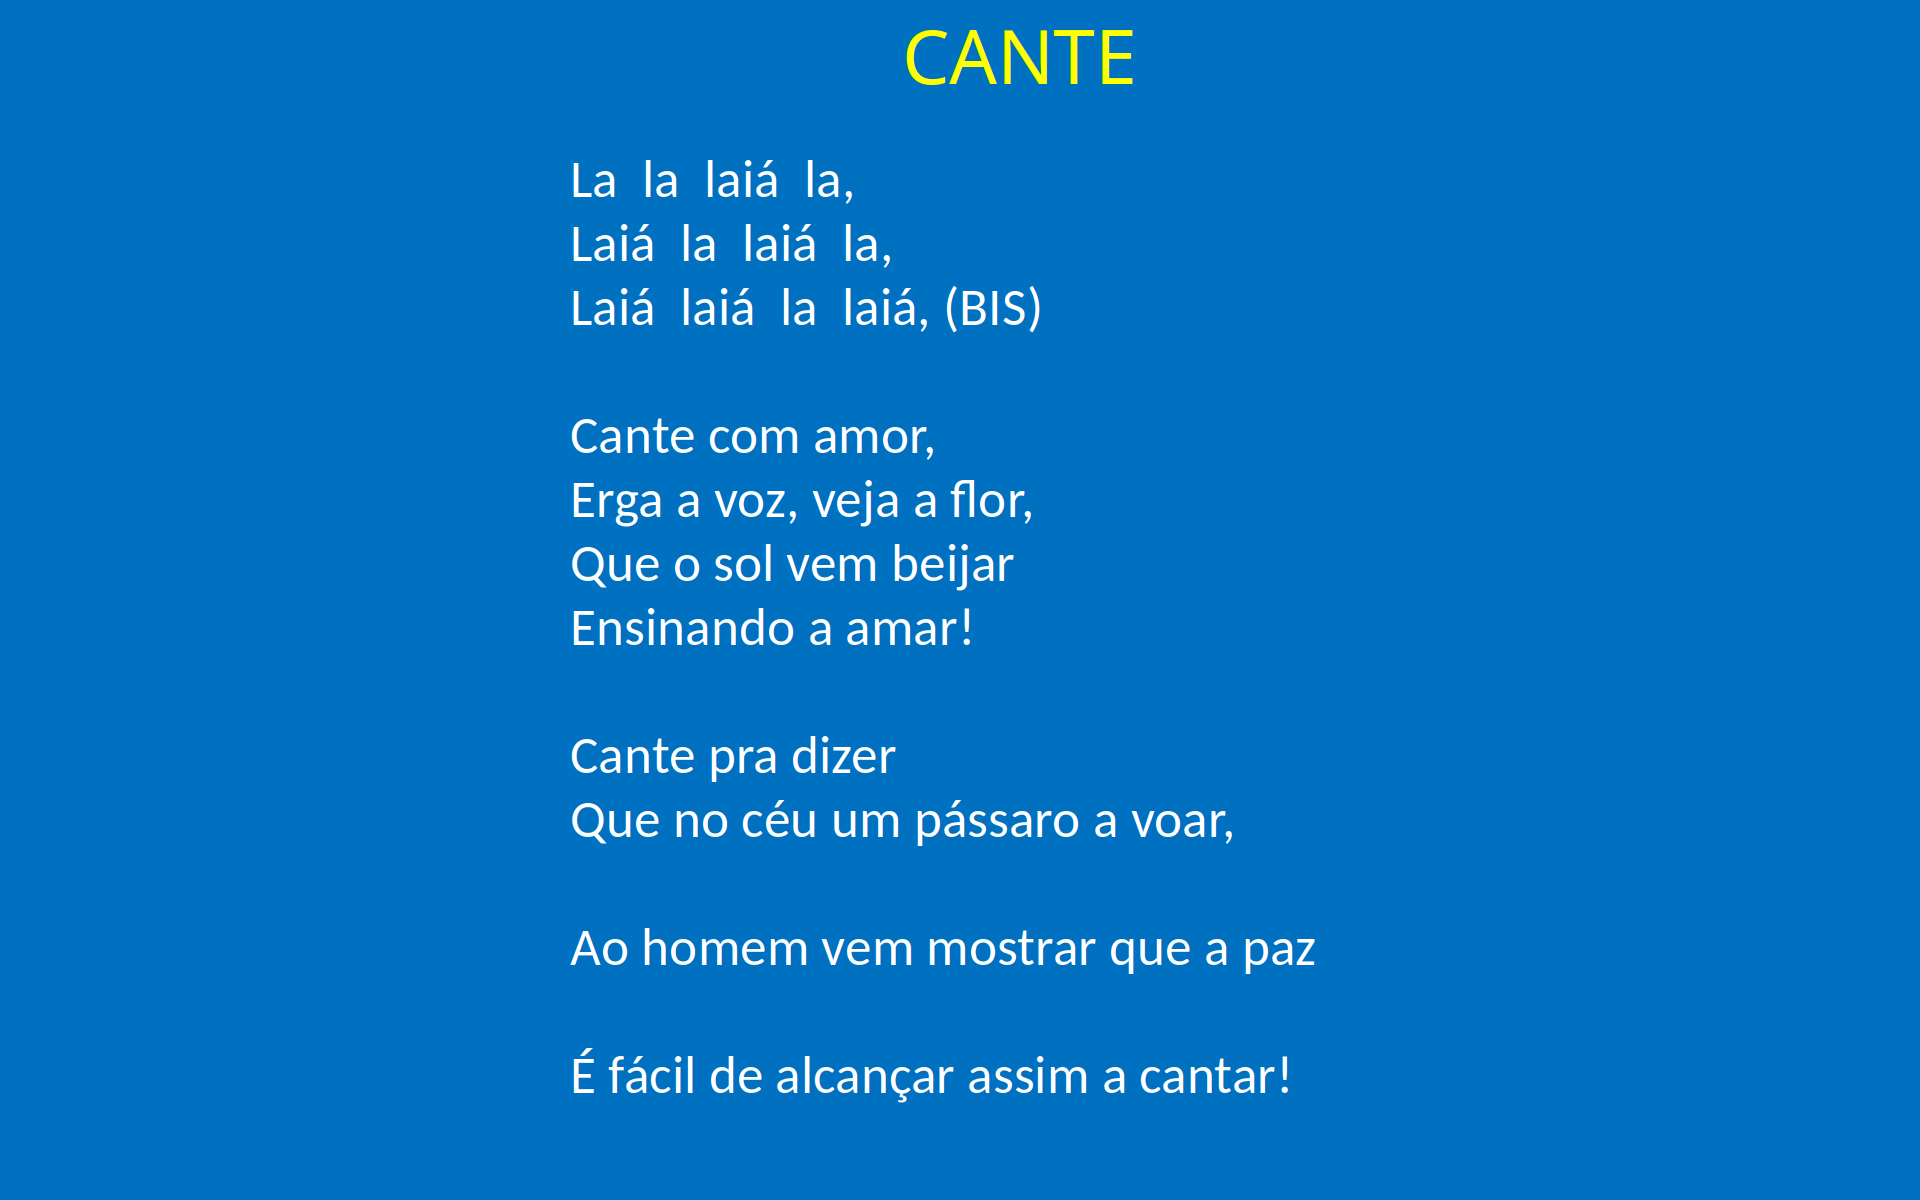 CANTE
La  la  laiá  la,
Laiá  la  laiá  la,
Laiá  laiá  la  laiá, (BIS)
Cante com amor,
Erga a voz, veja a flor,
Que o sol vem beijar
Ensinando a amar!
Cante pra dizer
Que no céu um pássaro a voar,
Ao homem vem mostrar que a paz
É fácil de alcançar assim a cantar!